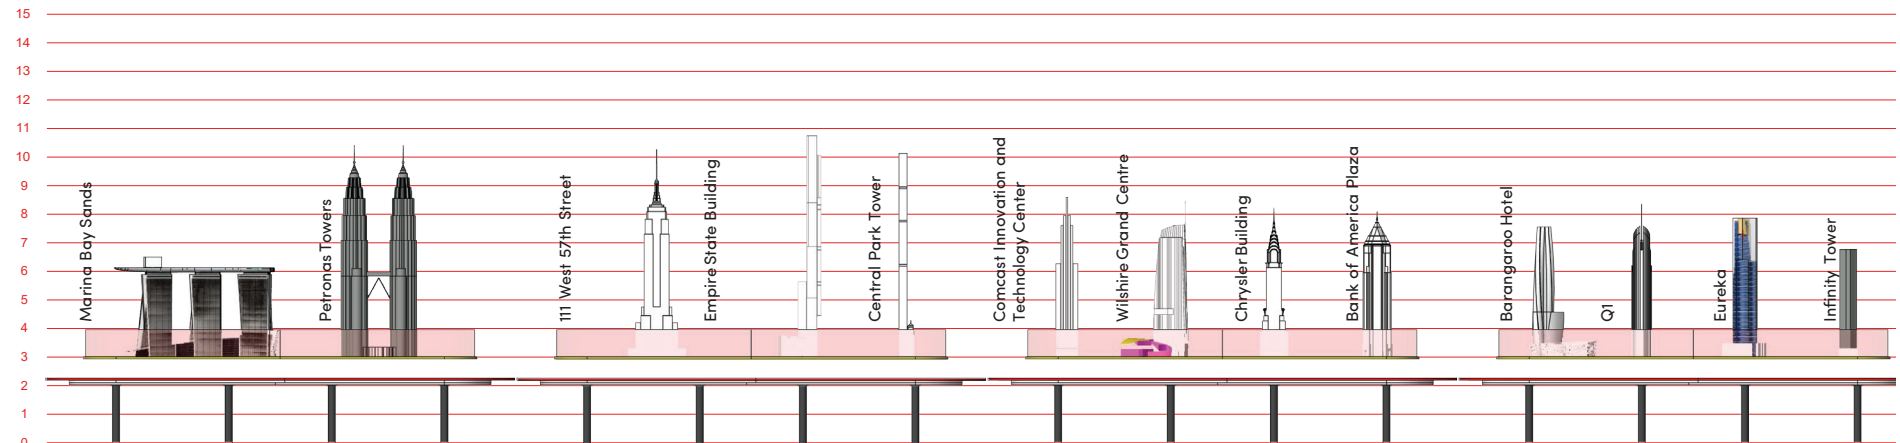 15
14
13
12
11
10
9
8
7
6
5
4
3
2
1
0
Marina Bay Sands
Petronas Towers
111 West 57th Street
Empire State Building
Central Park Tower
Comcast Innovation and
Technology Center
Wilshire Grand Centre
Chrysler Building
Bank of America Plaza
Barangaroo Hotel
Q1
Eureka
Infinity Tower